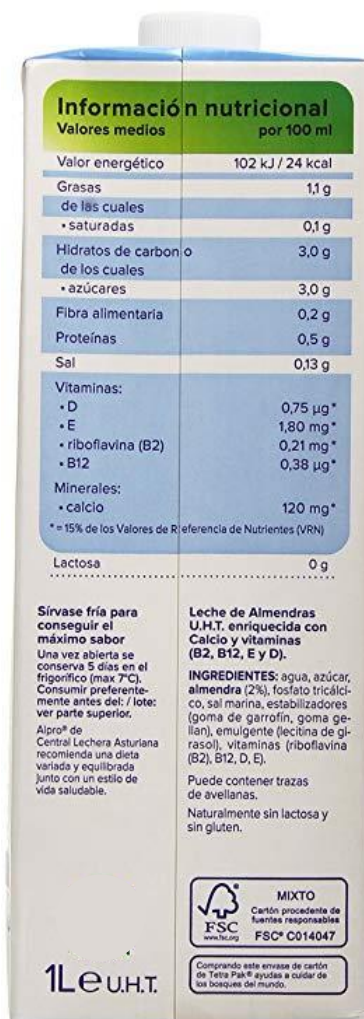 Información nutricional
Valores medios por 100 ml
Valor energético 102 kJ / 24 kcal
Grasas 1,1 g
de las cuales
• saturadas 0,1 g
Hidratos de carbono 3,0 g
de los cuales
• azúcares 3,0 g
Fibra alimentaria 0,2 g
Proteínas 0,5 g
Sal 0,13 g
Vitaminas:
• D 0,75 µg*
• E 1,80 mg*
• riboflavina (B2) 0,21 mg*
• B12 0,38 µg*
Minerales:
• calcio 120 mg*
* = 15% de los Valores de Referencia de Nutrientes (VRN)
Lactosa 0 g
Sírvase fría para
conseguir el
máximo sabor
Una vez abierta se
conserva 5 días en el
frigorífico (max 7°C).
Consumir preferente-
mente antes del: / lote:
ver parte superior.
Alpro® de
Central Lechera Asturiana
recomienda una dieta
variada y equilibrada
junto con un estilo de
vida saludable.
1L e U.H.T.
Leche de Almendras
U.H.T. enriquecida con
Calcio y vitaminas
(B2, B12, E y D).
INGREDIENTES: agua, azúcar,
almendra (2%), fosfato tricálci-
co, sal marina, estabilizadores
(goma de garrofín, goma ge-
llan), emulgente (lecitina de gi-
rasol), vitaminas (riboflavina
(B2), B12, D, E).
Puede contener trazas
de avellanas.
Naturalmente sin lactosa y
sin gluten.
FSC
www.fsc.org
MIXTO
Cartón procedente de
fuentes responsables
FSC® C014047
Comprando este envase de cartón
de Tetra Pak® ayudas a cuidar de
los bosques del mundo.